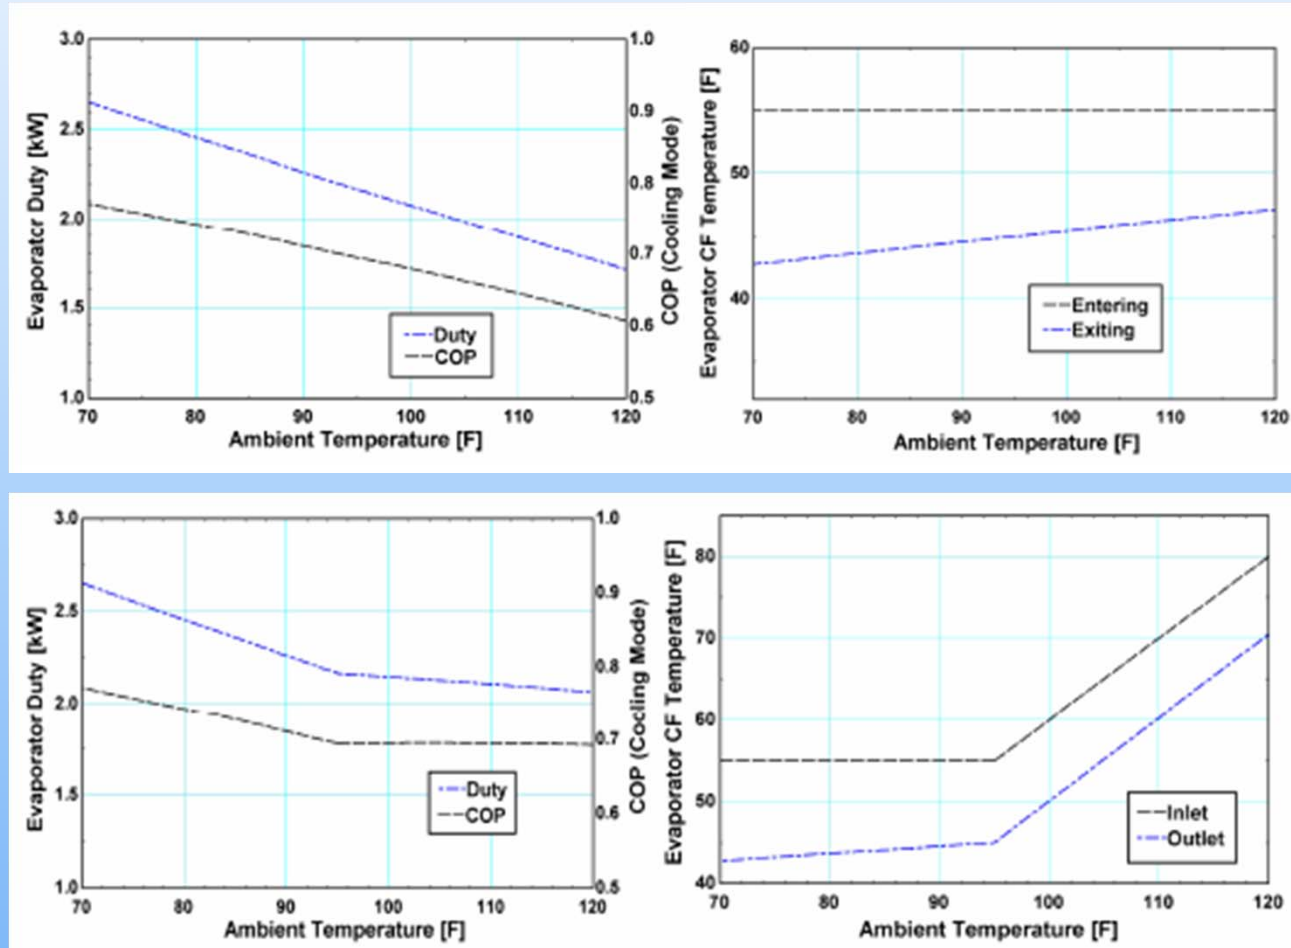 3.0
2.5
2.0
1.5
1.0
Evaporatcr Duty [kW]
1.0
0.9
0.8
0.7
0.6
0.5
COP (Cooling Mode)
Duty
COP
70 80 90 100 110 120
Ambient Temperature [F]
60
50
40
Evaporator CF Temperature [F]
Entering
Exiting
70 80 90 100 110 120
Ambient Temperature [F]
3.0
2.5
2.0
1.5
1.0
Evaporator Duty [kW]
1.0
0.9
0.8
0.7
0.6
0.5
COP (Cocling Mode)
Duty
COP
70 80 90 100 110 120
Ambient Temperature [F]
80
70
60
50
40
Evaporator CF Temperature [F]
Inlet
Outlet
70 80 90 100 110 120
Ambient Temperature [F]